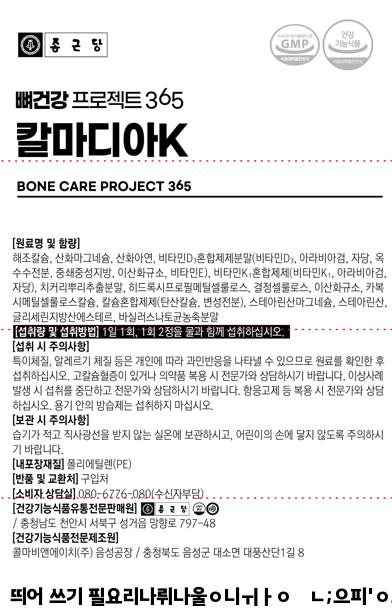 종근당
GMP
건강
기능식품
뼈건강 프로젝트 365
칼마디아K
BONE CARE PROJECT 365
[원료명 및 함량]
해조칼슘, 산화마그네슘, 산화아연, 비타민D₃혼합제제분말(비타민D₃, 아라비아검, 자당, 옥
수수전분, 중쇄중성지방, 이산화규소, 비타민E), 비타민K₁혼합제제(비타민K₁, 아라비아검,
자당), 치커리뿌리추출분말, 히드록시프로필메틸셀룰로스, 결정셀룰로스, 이산화규소, 카복
시메틸셀룰로스칼슘, 칼슘혼합제제(탄산칼슘, 변성전분), 스테아린산마그네슘, 스테아린산,
글리세린지방산에스테르, 바실러스나토균농축분말
[섭취량 및 섭취방법] 1일 1회, 1회 2정을 물과 함께 섭취하십시오.
[섭취 시 주의사항]
특이체질, 알레르기 체질 등은 개인에 따라 과민반응을 나타낼 수 있으므로 원료를 확인한 후
섭취하십시오. 고칼슘혈증이 있거나 의약품 복용 시 전문가와 상담하시기 바랍니다. 이상사례
발생 시 섭취를 중단하고 전문가와 상담하시기 바랍니다. 항응고제 등 복용 시 전문가와 상담
하십시오. 용기 안의 방습제는 섭취하지 마십시오.
[보관 시 주의사항]
습기가 적고 직사광선을 받지 않는 실온에 보관하시고, 어린이의 손에 닿지 않도록 주의하시
기 바랍니다.
[내포장재질] 폴리에틸렌(PE)
[반품 및 교환처] 구입처
[소비자 상담실] 080-6776-080(수신자부담)
[건강기능식품유통전문판매원] 종근당
/ 충청남도 천안시 서북구 성거읍 망향로 797-48
[건강기능식품전문제조원]
콜마비앤에이치(주) 음성공장 / 충청북도 음성군 대소면 대풍산단1길 8
띄어 쓰기 필요리나뤼나울ㅇㄴㅣㅟㅏㅇ ㄴ;으피'ㅇ